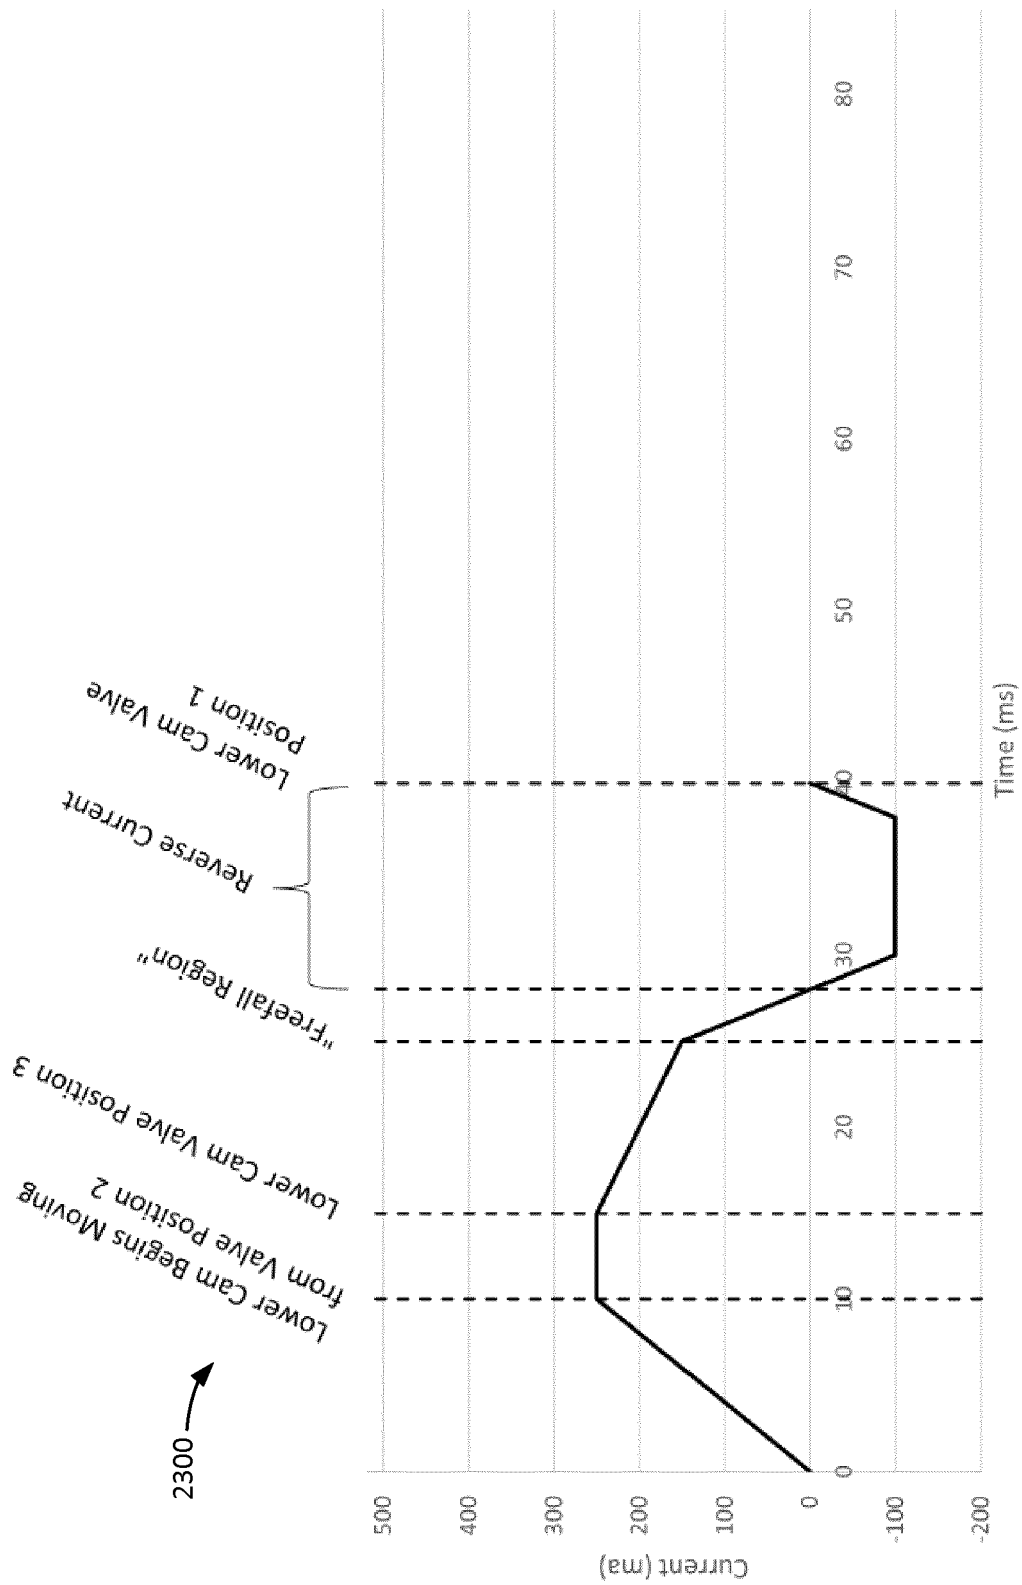 2300
Lower Cam Begins Moving
from Valve Position 2
Lower Cam Valve Position 3
"Freefall Region"
Reverse Current
Lower Cam Valve
Position 1
Current (ma)
500
400
300
200
100
0
-100
-200
0
10
20
30
40
50
60
70
80
Time (ms)